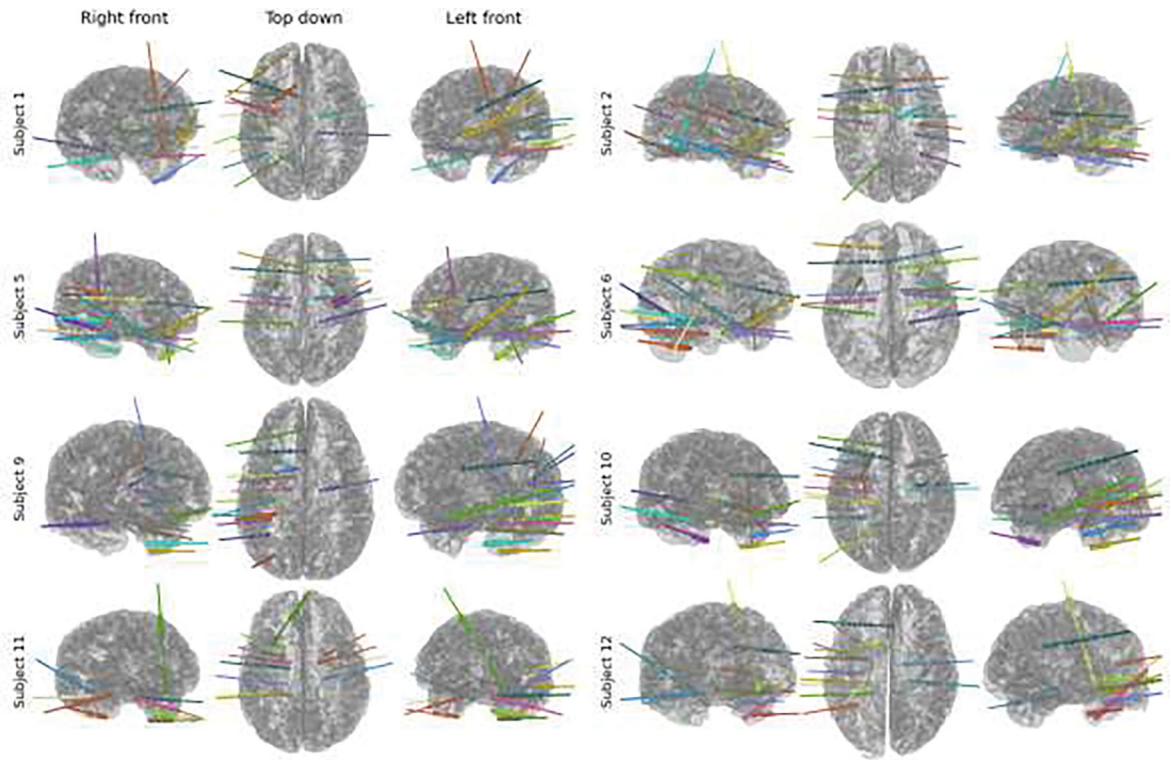 Right front
Top down
Left front
Subject 1
Subject 2
Subject 5
Subject 6
Subject 9
Subject 10
Subject 11
Subject 12